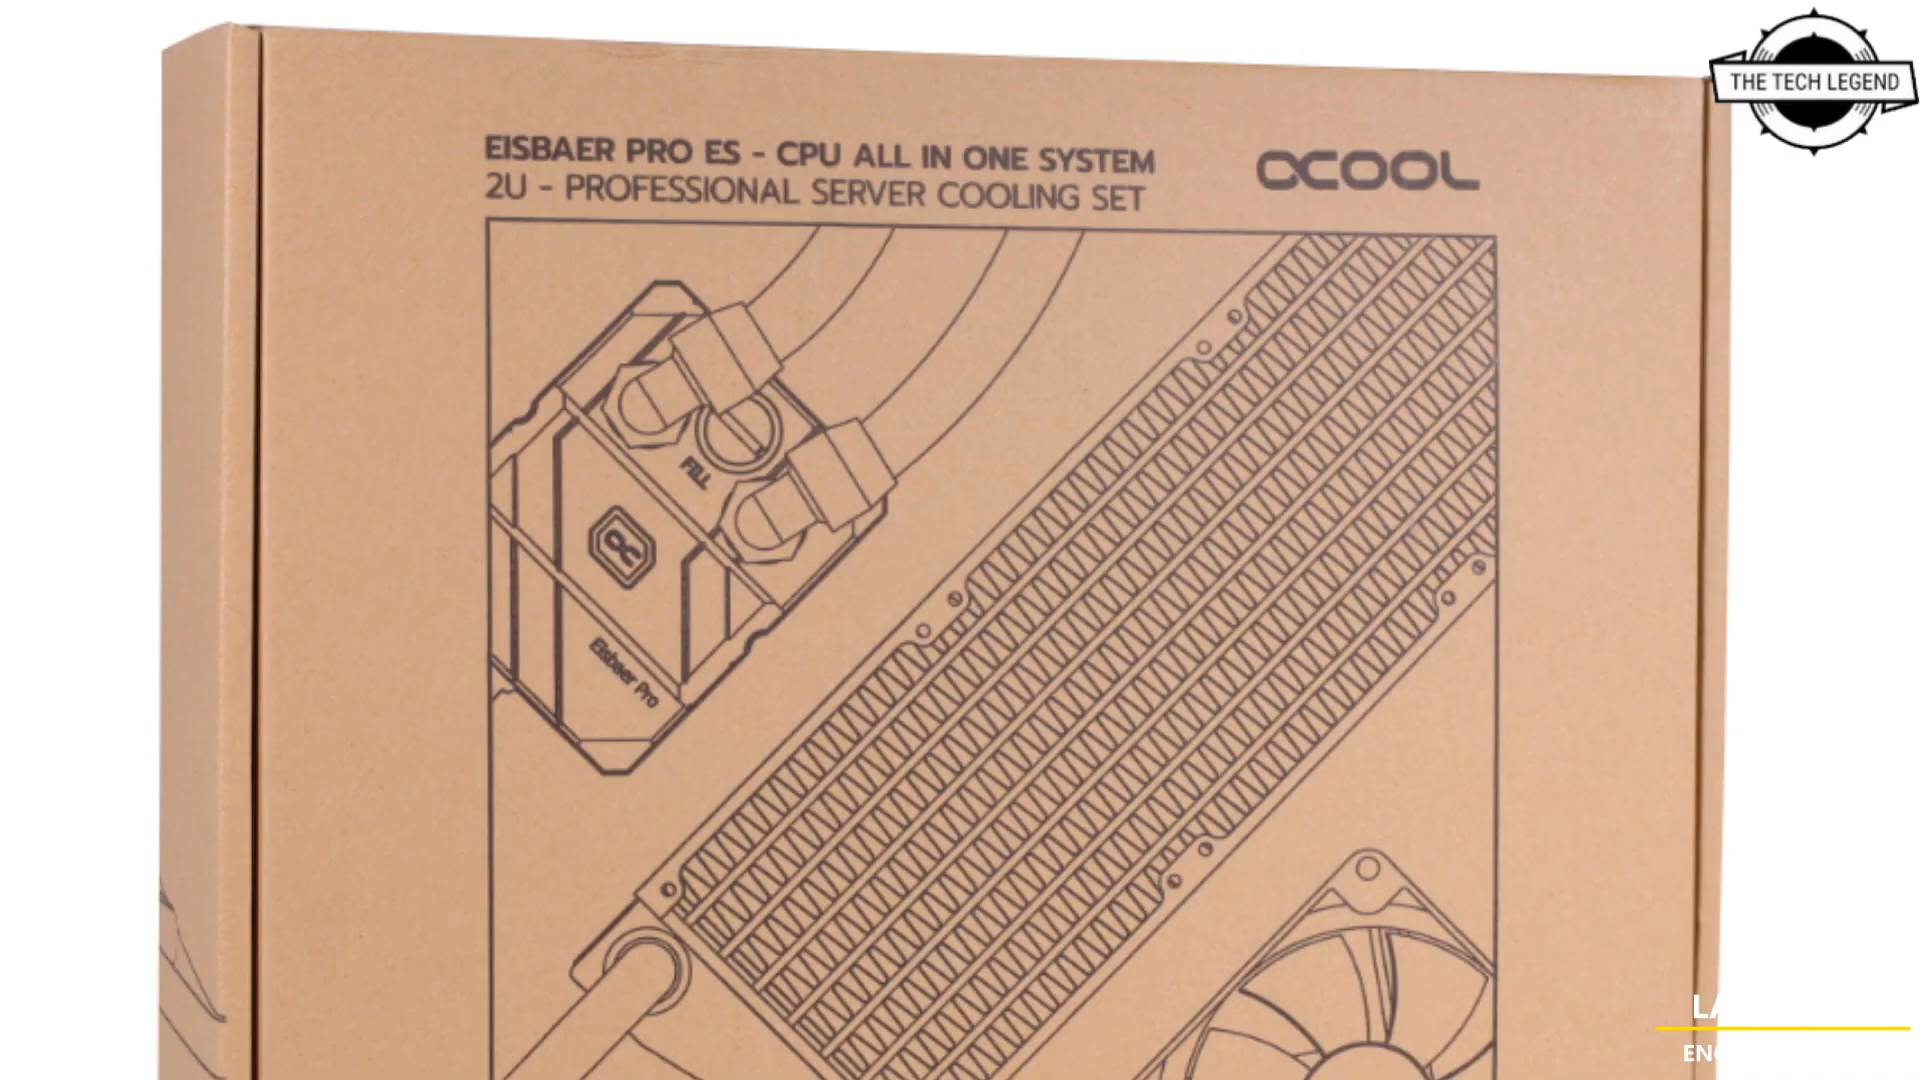 THE TECH LEGEND
EISBAER PRO ES - CPU ALL IN ONE SYSTEM
2U - PROFESSIONAL SERVER COOLING SET
ALPHACOOL
FILL
Eisbaer Pro